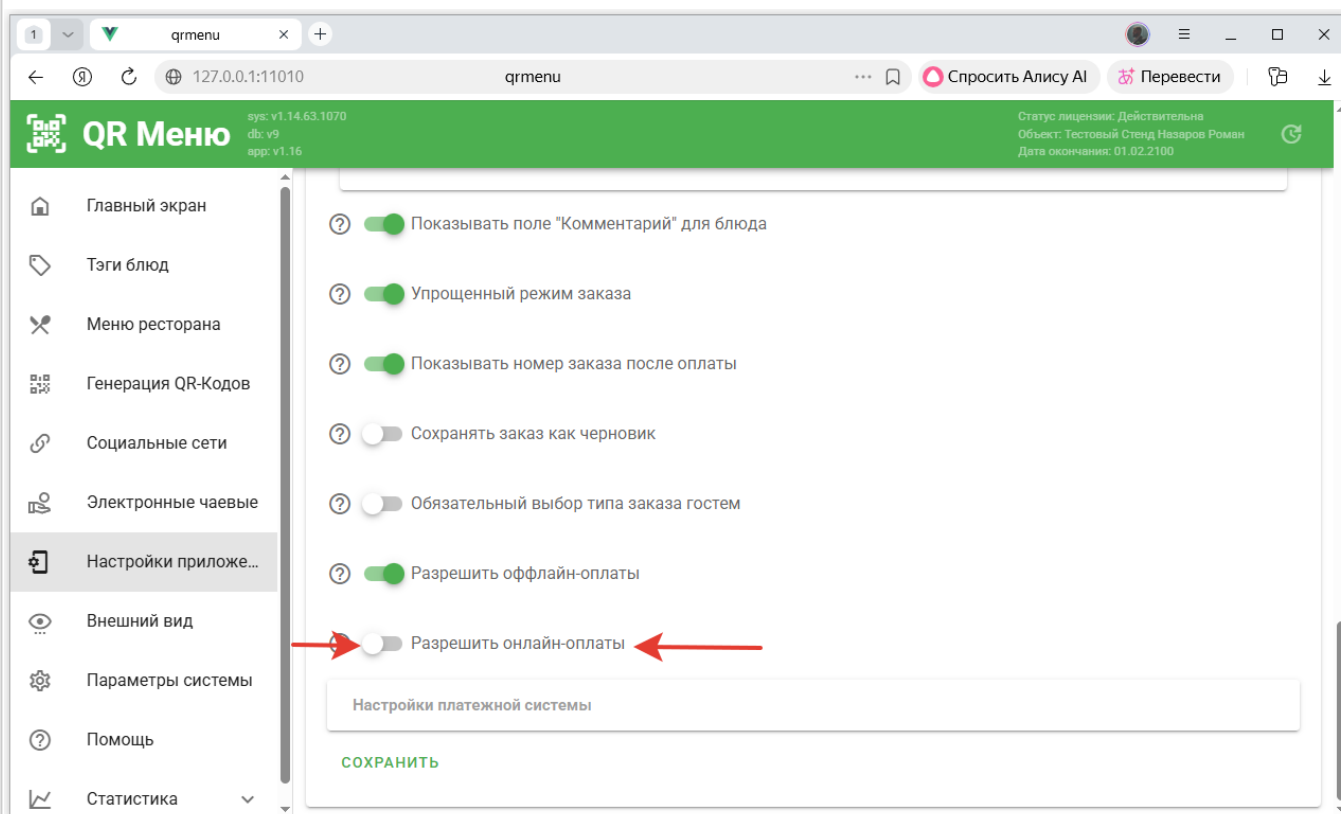 1
qrmenu
127.0.0.1:11010
qrmenu
Спросить Алису AI
Перевести
QR Меню
sys: v1.14.63.1070
db: v9
app: v1.16
Статус лицензии: Действительна
Объект: Тестовый Стенд Назаров Роман
Дата окончания: 01.02.2100
Главный экран
Тэги блюд
Меню ресторана
Генерация QR-Кодов
Социальные сети
Электронные чаевые
Настройки приложе...
Внешний вид
Параметры системы
Помощь
Статистика
Показывать поле "Комментарий" для блюда
Упрощенный режим заказа
Показывать номер заказа после оплаты
Сохранять заказ как черновик
Обязательный выбор типа заказа гостем
Разрешить оффлайн-оплаты
Разрешить онлайн-оплаты
Настройки платежной системы
СОХРАНИТЬ